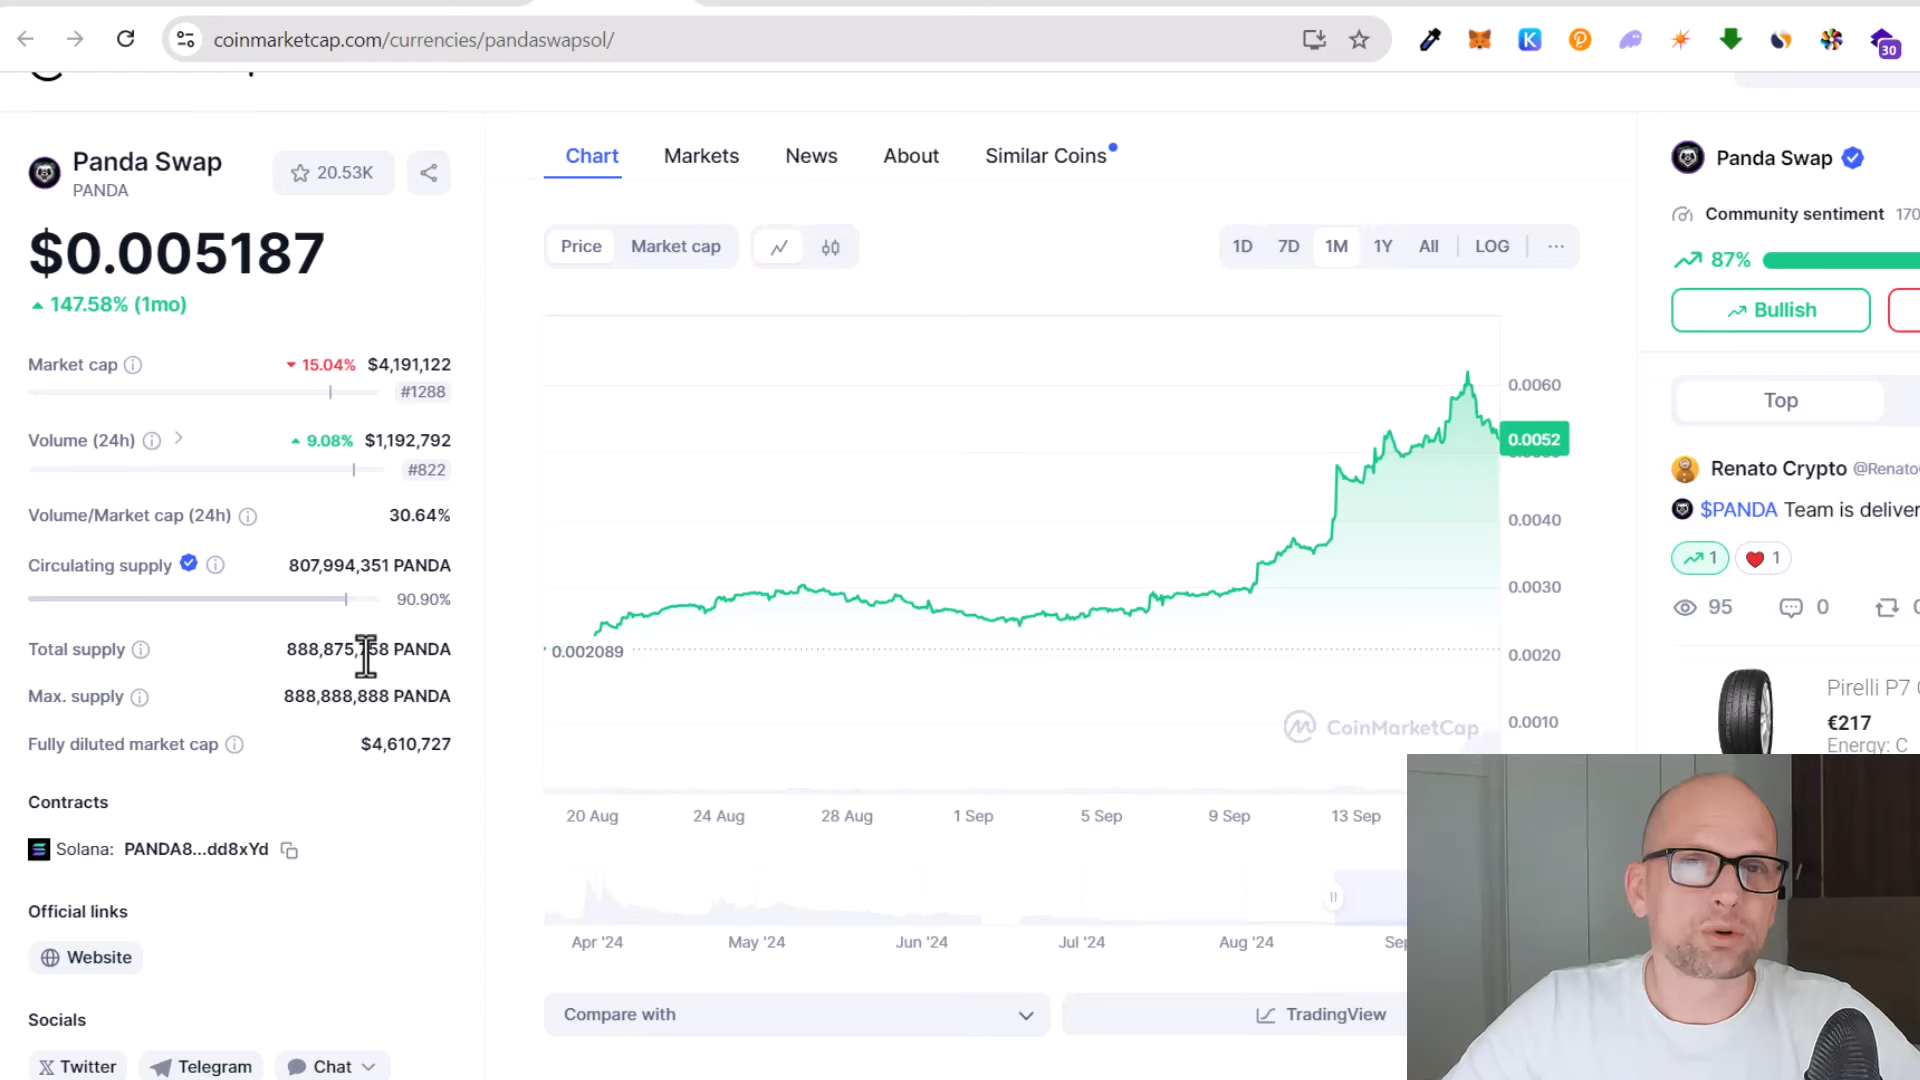 coinmarketcap.com/currencies/pandaswapsol/
30
Panda Swap
PANDA
20.53K
$0.005187
147.58% (1mo)
Market cap
15.04% $4,191,122
#1288
Volume (24h)
9.08% $1,192,792
#822
Volume/Market cap (24h)
30.64%
Circulating supply
807,994,351 PANDA
90.90%
Total supply
888,875,758 PANDA
Max. supply
888,888,888 PANDA
Fully diluted market cap
$4,610,727
Contracts
Solana: PANDA8...dd8xYd
Official links
Website
Socials
Twitter
Telegram
Chat
Chart
Markets
News
About
Similar Coins
Price
Market cap
1D
7D
1M
1Y
All
LOG
0.0060
0.0052
0.0040
0.0030
0.002089
0.0020
0.0010
CoinMarketCap
20 Aug
24 Aug
28 Aug
1 Sep
5 Sep
9 Sep
13 Sep
Apr '24
May '24
Jun '24
Jul '24
Aug '24
Compare with
TradingView
Panda Swap
Community sentiment
87%
Bullish
Top
Renato Crypto
$PANDA Team is
1
1
95
0
Pirelli P7
€217
Energy: C